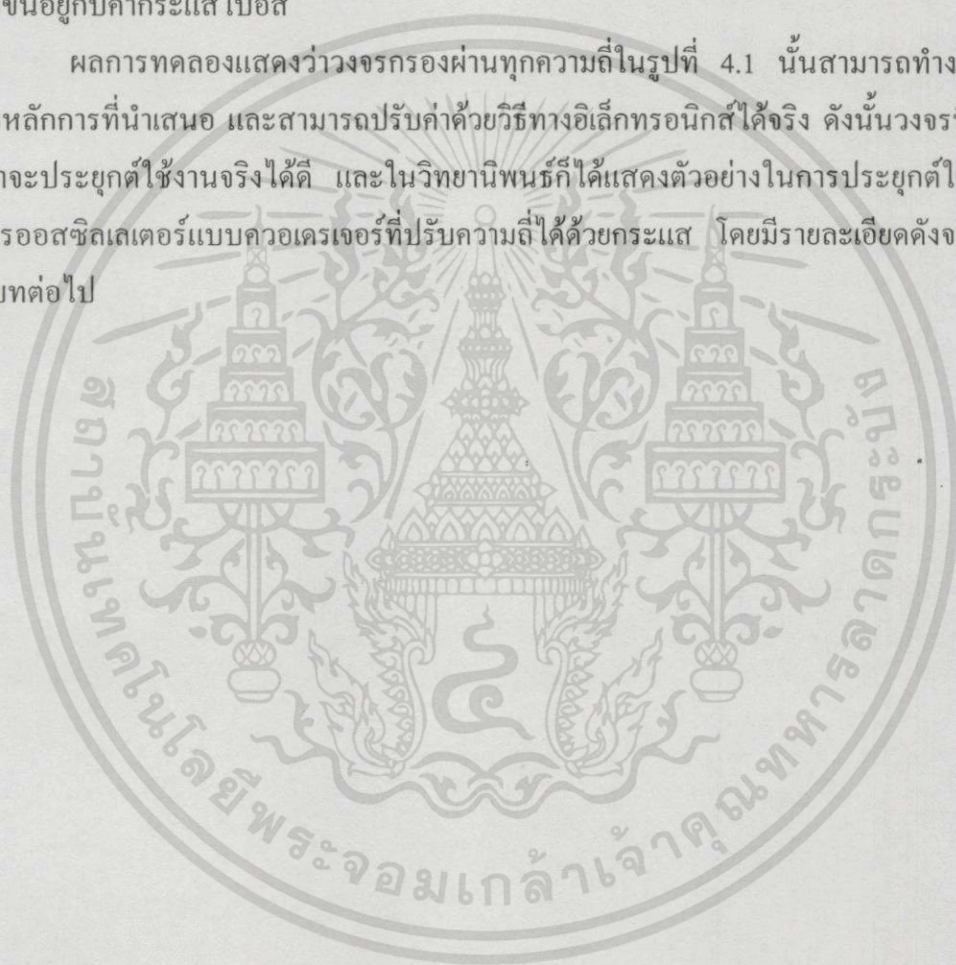 ขึ้นอยู่กับค่ากระแสไบอัส
ผลการทดลองแสดงว่าวงจรกรองผ่านทุกความถี่ในรูปที่ 4.1 นั้นสามารถทำง
หลักการที่นำเสนอ และสามารถปรับค่าด้วยวิธีทางอิเล็กทรอนิกส์ได้จริง ดังนั้นวงจร
าจะประยุกต์ใช้งานจริงได้ดี และในวิทยานิพนธ์ก็ได้แสดงตัวอย่างในการประยุกต์ใ
รออสซิลเลเตอร์แบบควอเดรเจอร์ที่ปรับความถี่ได้ด้วยกระแส โดยมีรายละเอียดดังจ
บทต่อไป
สถาบันเทคโนโลยีพระจอมเกล้าเจ้าคุณทหารลาดกระบัง